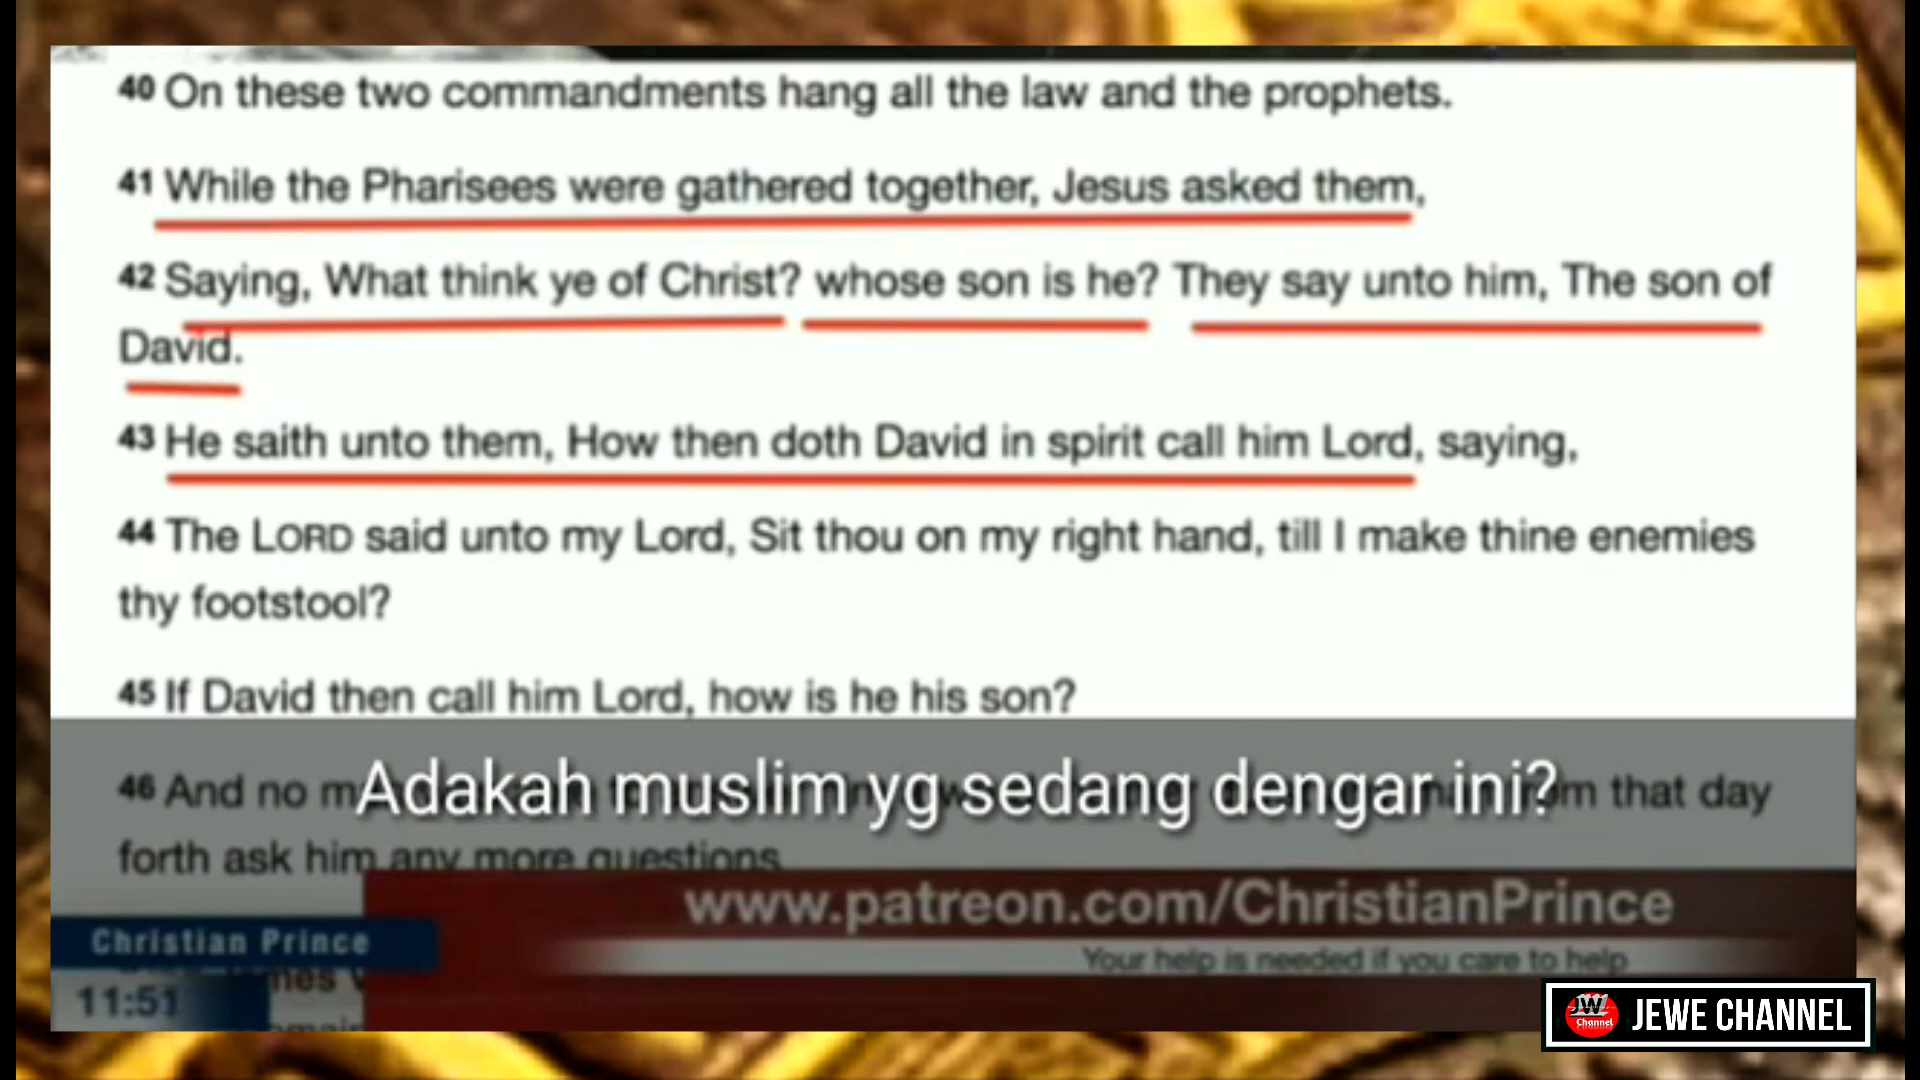 40 On these two commandments hang all the law and the prophets.
41 While the Pharisees were gathered together, Jesus asked them,
42 Saying, What think ye of Christ? whose son is he? They say unto him, The son of
David.
43 He saith unto them, How then doth David in spirit call him Lord, saying,
44 The LORD said unto my Lord, Sit thou on my right hand, till I make thine enemies
thy footstool?
45 If David then call him Lord, how is he his son?
46 And no that day
Adakah muslim yg sedang dengar ini?
forth ask him any more questions
www.patreon.com/ChristianPrince
Christian Prince
Your help is needed if you care to help
11:51
JW Channel
JEWE CHANNEL